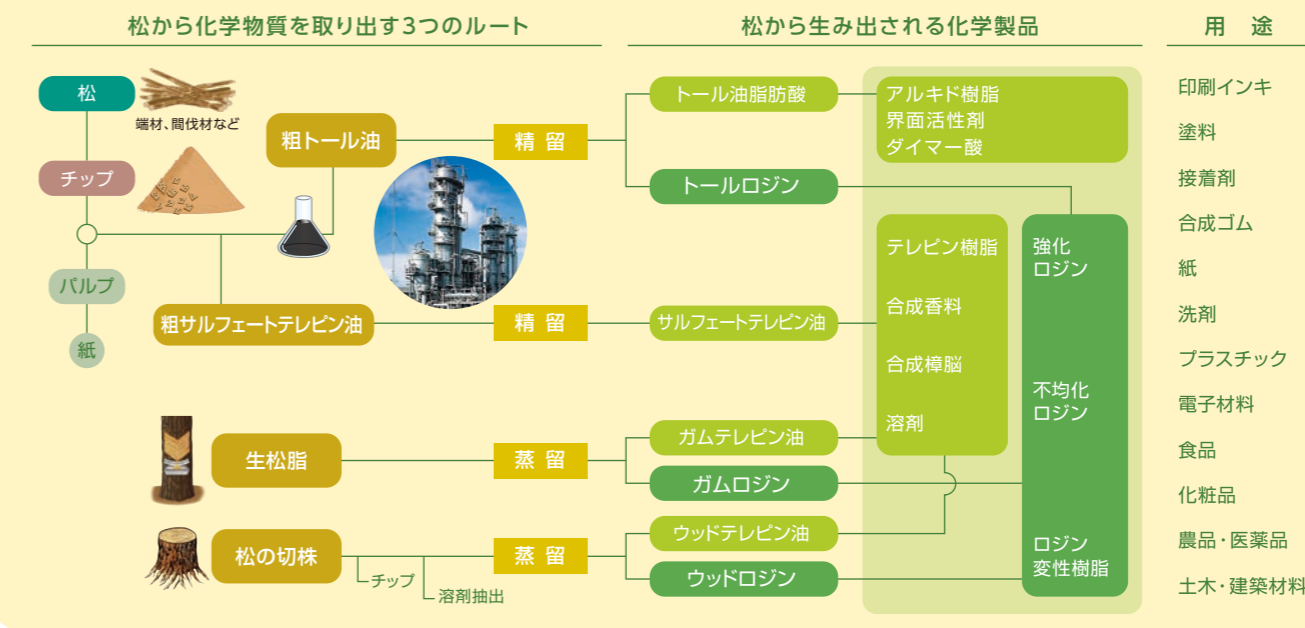 松から化学物質を取り出す3つのルート
松から生み出される化学製品
用 途
松
端材、間伐材など
チップ
パルプ
紙
粗トール油
精 留
粗サルフェートテレピン油
精 留
生松脂
蒸 留
松の切株
チップ
溶剤抽出
蒸 留
トール油脂肪酸
トールロジン
サルフェートテレピン油
ガムテレピン油
ガムロジン
ウッドテレピン油
ウッドロジン
アルキド樹脂
界面活性剤
ダイマー酸
テレピン樹脂
合成香料
合成樟脳
溶剤
強化
ロジン
不均化
ロジン
ロジン
変性樹脂
印刷インキ
塗料
接着剤
合成ゴム
紙
洗剤
プラスチック
電子材料
食品
化粧品
農品・医薬品
土木・建築材料